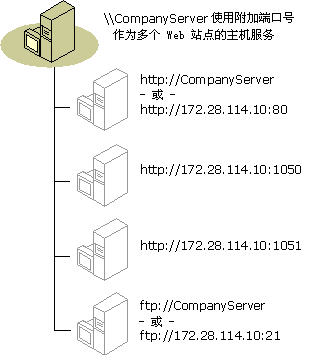 \\CompanyServer 使用附加端口号
作为多个 Web 站点的主机服务
http://CompanyServer
- 或 -
http://172.28.114.10:80
http://172.28.114.10:1050
http://172.28.114.10:1051
ftp://CompanyServer
- 或 -
ftp://172.28.114.10:21